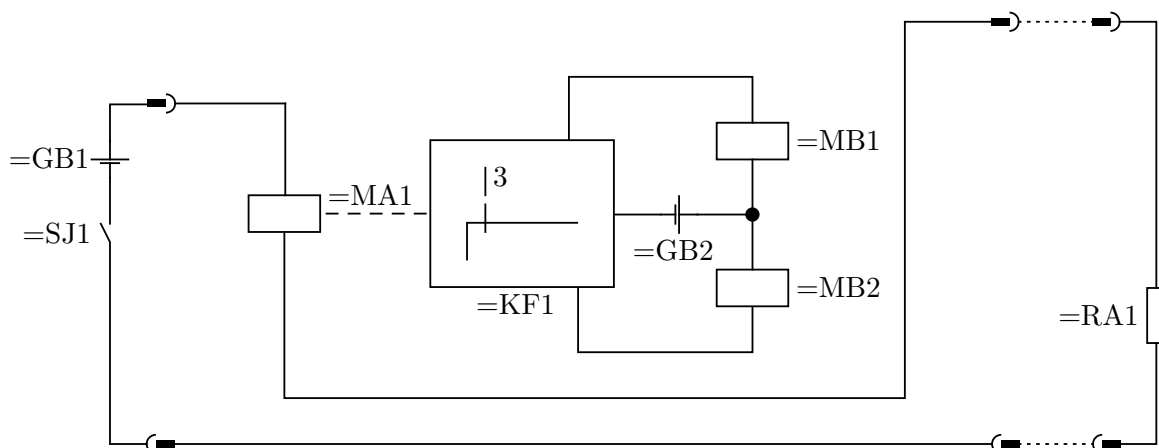 =GB1
=SJ1
=MA1
3
=KF1
=GB2
=MB1
=MB2
=RA1